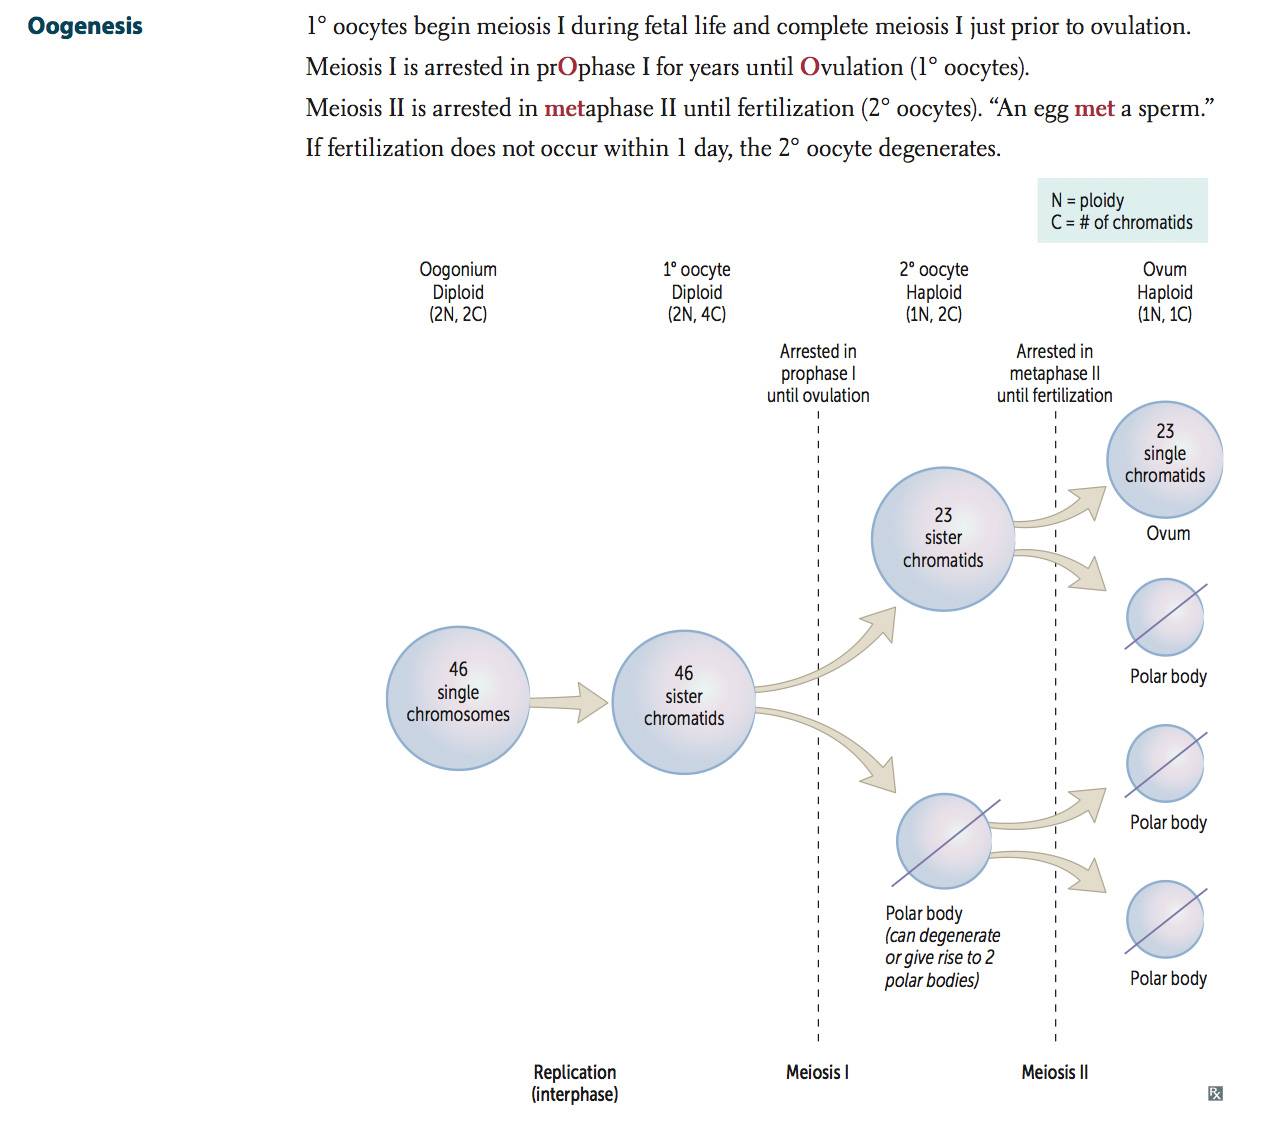 Oogenesis
1° oocytes begin meiosis I during fetal life and complete meiosis I just prior to ovulation.
Meiosis I is arrested in prOphase I for years until Ovulation (1° oocytes).
Meiosis II is arrested in metaphase II until fertilization (2° oocytes). “An egg met a sperm.”
If fertilization does not occur within 1 day, the 2° oocyte degenerates.
N = ploidy
C = # of chromatids
Oogonium
Diploid
(2N, 2C)
1° oocyte
Diploid
(2N, 4C)
2° oocyte
Haploid
(1N, 2C)
Ovum
Haploid
(1N, 1C)
Arrested in
prophase I
until ovulation
Arrested in
metaphase II
until fertilization
23
single
chromatids
Ovum
23
sister
chromatids
Polar body
46
single
chromosomes
46
sister
chromatids
Polar body
Polar body
(can degenerate
or give rise to 2
polar bodies)
Polar body
Replication
(interphase)
Meiosis I
Meiosis II
Rx